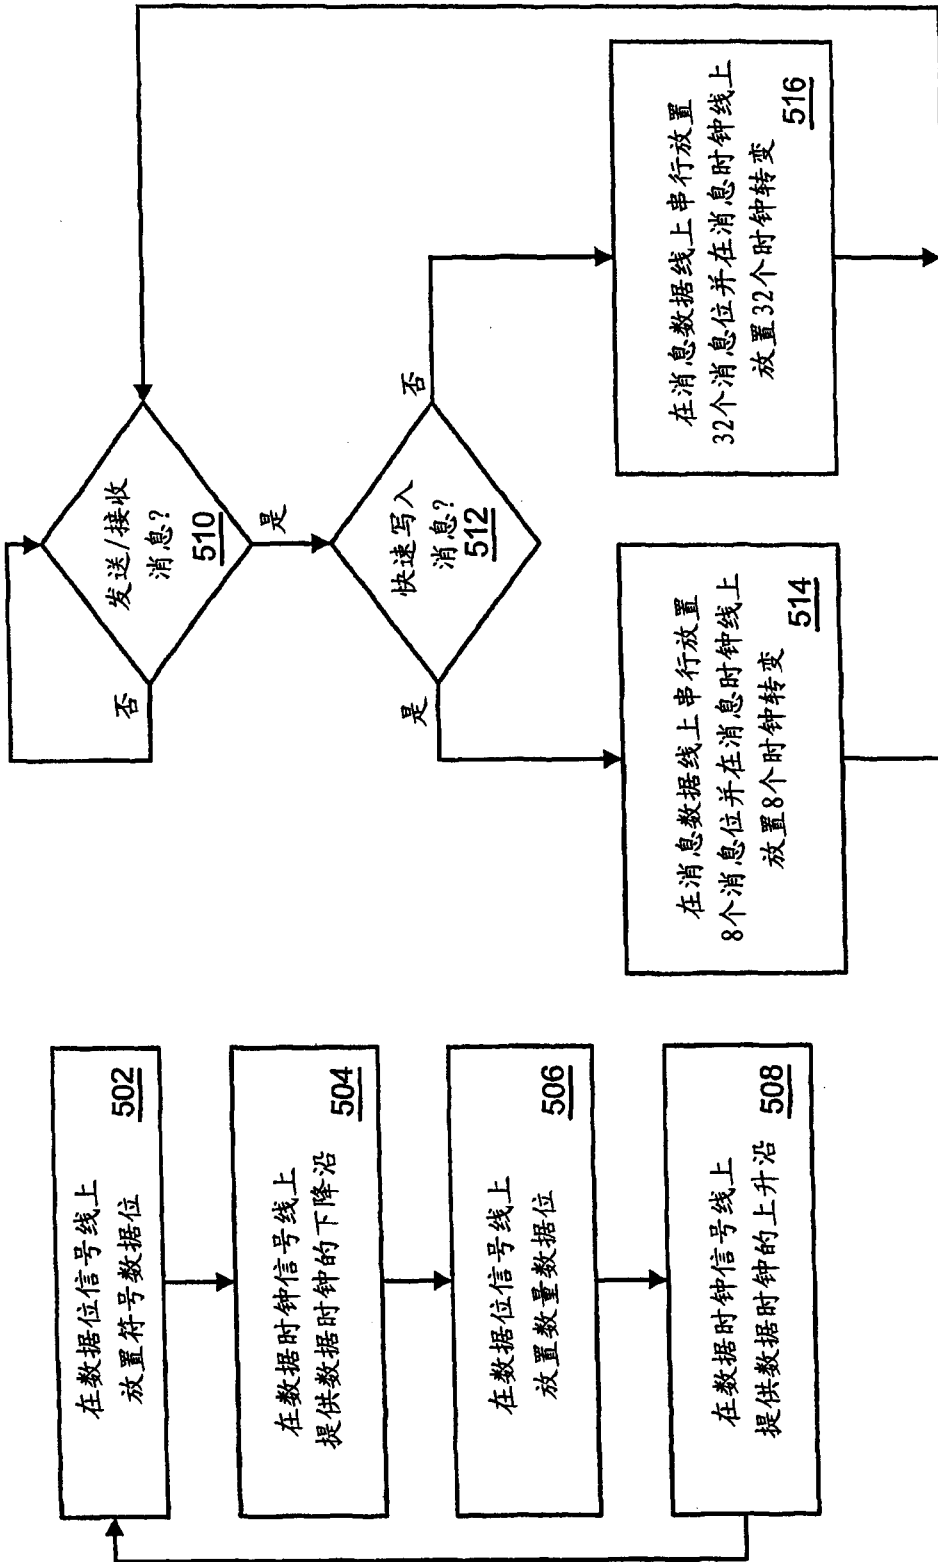 在数据位信号线上
放置符号数据位
502
在数据时钟信号线上
提供数据时钟的下降沿
504
在数据位信号线上
放置数量数据位
506
在数据时钟信号线上
提供数据时钟的上升沿
508
发送/接收
消息?
510
否
是
快速写入
消息?
512
是
否
在消息数据线上串行放置
8个消息位并在消息时钟线上
放置8个时钟转变
514
在消息数据线上串行放置
32个消息位并在消息时钟线上
放置32个时钟转变
516